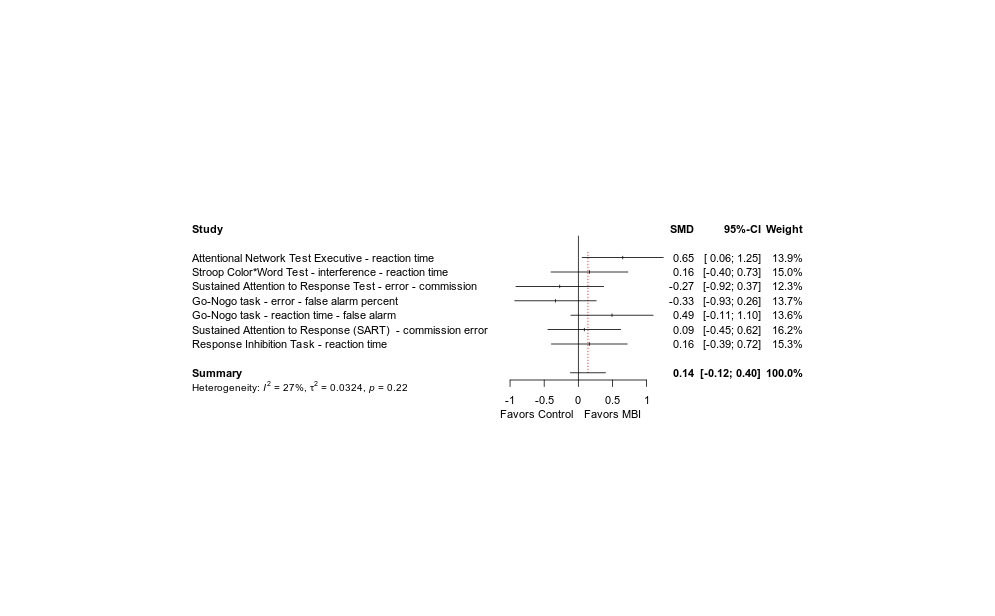 Study SMD 95%-CI Weight
Attentional Network Test Executive - reaction time 0.65 [ 0.06; 1.25] 13.9%
Stroop Color*Word Test - interference - reaction time 0.16 [-0.40; 0.73] 15.0%
Sustained Attention to Response Test - error - commission -0.27 [-0.92; 0.37] 12.3%
Go-Nogo task - error - false alarm percent -0.33 [-0.93; 0.26] 13.7%
Go-Nogo task - reaction time - false alarm 0.49 [-0.11; 1.10] 13.6%
Sustained Attention to Response (SART)  - commission error 0.09 [-0.45; 0.62] 16.2%
Response Inhibition Task - reaction time 0.16 [-0.39; 0.72] 15.3%
Summary 0.14 [-0.12; 0.40] 100.0%
Heterogeneity: I² = 27%, τ² = 0.0324, p = 0.22
-1 -0.5 0 0.5 1
Favors Control Favors MBI